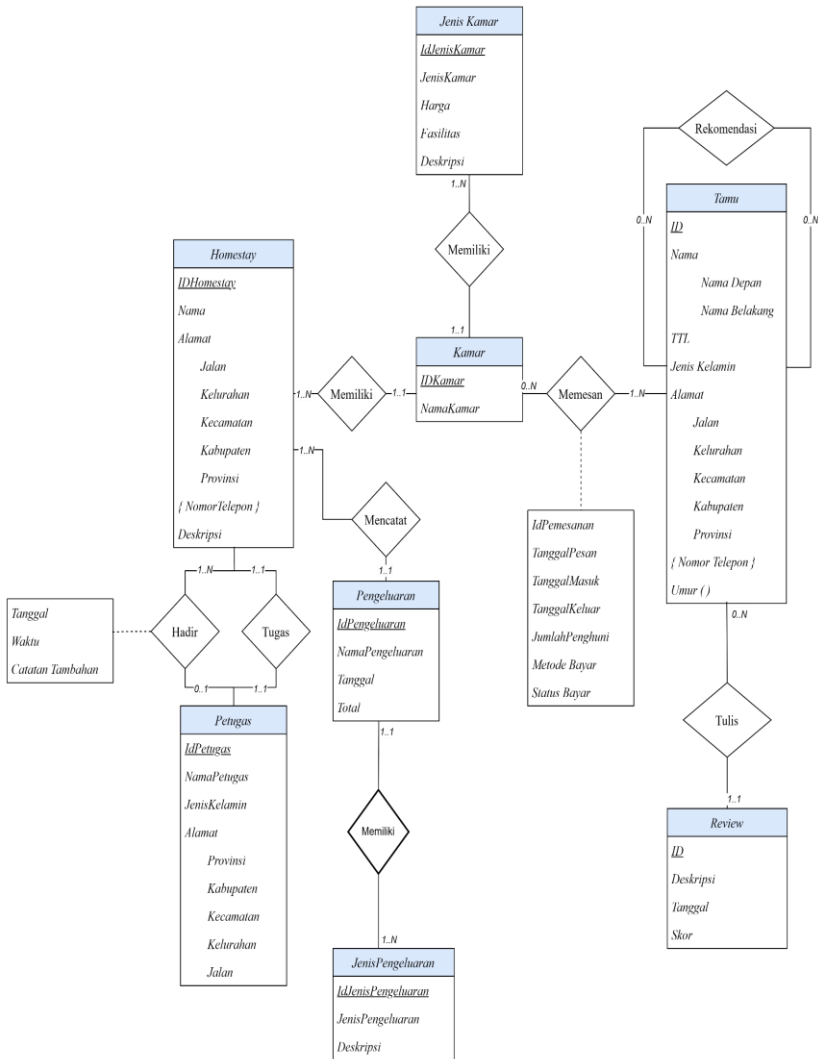 Jenis Kamar
IdJenisKamar
JenisKamar
Harga
Fasilitas
Deskripsi
1..N
Memiliki
1..1
Rekomendasi
0..N
0..N
Tamu
ID
Nama
Nama Depan
Nama Belakang
TTL
Jenis Kelamin
Alamat
Jalan
Kelurahan
Kecamatan
Kabupaten
Provinsi
{ Nomor Telepon }
Umur ( )
Homestay
IDHomestay
Nama
Alamat
Jalan
Kelurahan
Kecamatan
Kabupaten
Provinsi
{ NomorTelepon }
Deskripsi
1..N
Memiliki
1..1
Kamar
IDKamar
NamaKamar
0..N
Memesan
1..N
1..N
Mencatat
1..1
IdPemesanan
TanggalPesan
TanggalMasuk
TanggalKeluar
JumlahPenghuni
Metode Bayar
Status Bayar
Tanggal
Waktu
Catatan Tambahan
1..N
1..1
Hadir
Tugas
0..1
1..1
Pengeluaran
IdPengeluaran
NamaPengeluaran
Tanggal
Total
1..1
Memiliki
1..N
0..N
Tulis
1..1
Petugas
IdPetugas
NamaPetugas
JenisKelamin
Alamat
Provinsi
Kabupaten
Kecamatan
Kelurahan
Jalan
Review
ID
Deskripsi
Tanggal
Skor
JenisPengeluaran
IdJenisPengeluaran
JenisPengeluaran
Deskripsi